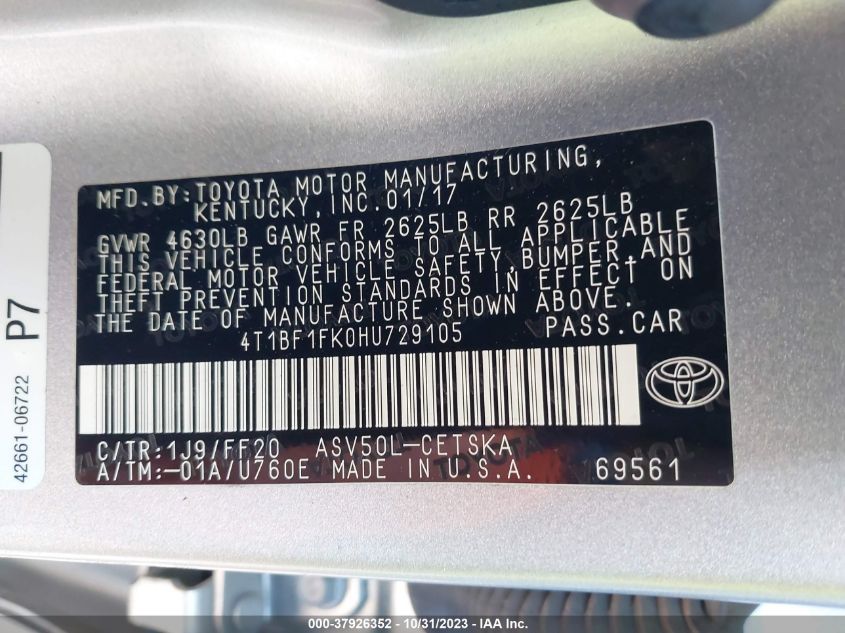 MFD.BY:TOYOTA MOTOR MANUFACTURING,
KENTUCKY,INC.01/17
GVWR 4630LB GAWR FR 2625LB RR 2625LB
THIS VEHICLE CONFORMS TO ALL APPLICABLE
FEDERAL MOTOR VEHICLE SAFETY,BUMPER,AND
THEFT PREVENTION STANDARDS IN EFFECT ON
THE DATE OF MANUFACTURE SHOWN ABOVE.
4T1BF1FK0HU729105 PASS.CAR
C/TR:1J9/FF20 ASV50L-CETSKA
A/TM:-01A/U760E MADE IN U.S.A. 69561
P7
42661-06722
000-37926352 - 10/31/2023 - IAA Inc.